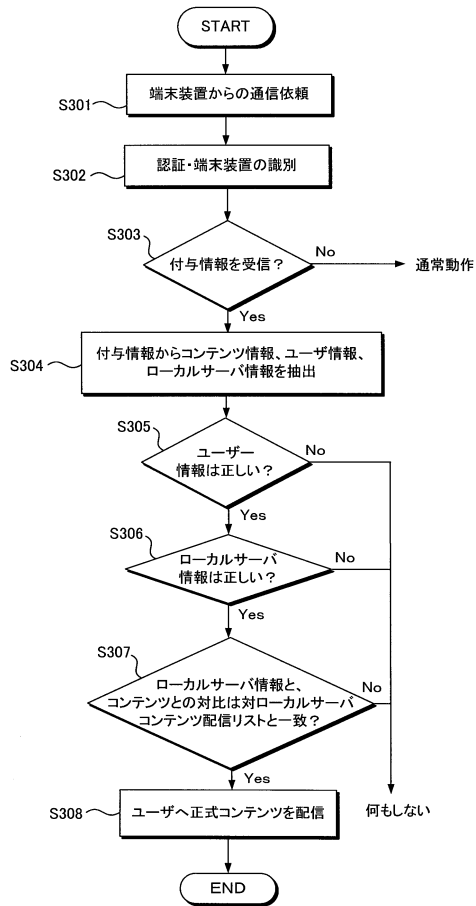 START
S301
端末装置からの通信依頼
S302
認証・端末装置の識別
S303
付与情報を受信？
No
通常動作
Yes
S304
付与情報からコンテンツ情報、ユーザ情報、
ローカルサーバ情報を抽出
S305
ユーザー
情報は正しい？
No
Yes
S306
ローカルサーバ
情報は正しい？
No
Yes
S307
ローカルサーバ情報と、
コンテンツとの対比は対ローカルサーバ
コンテンツ配信リストと一致？
No
Yes
何もしない
S308
ユーザへ正式コンテンツを配信
END